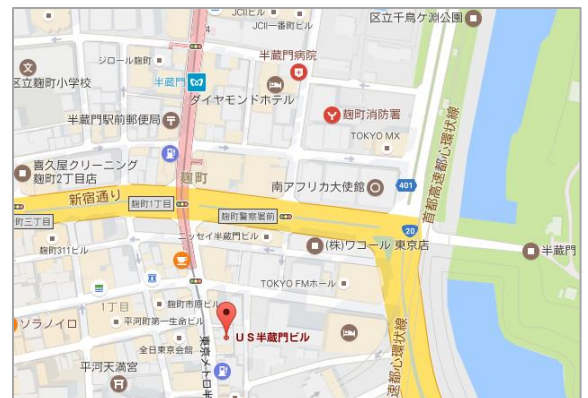 JCIIビル
区立千鳥ケ淵公園
JCII一番町ビル
ジロール麹町
半蔵門病院
区立麹町小学校
半蔵門
ダイヤモンドホテル
半蔵門駅前郵便局
麹町消防署
TOKYO MX
喜久屋クリーニング
麹町2丁目店
麹町
南アフリカ大使館
401
首都高速都心環状線
新宿通り
麹町1丁目
麹町警察署前
町三丁目
20
ニッセイ半蔵門ビル
(株)ワコール 東京店
半蔵門
麹町311ビル
TOKYO FMホール
1丁目
麹町市原ビル
ソラノイロ
平河町第一生命ビル
US半蔵門ビル
全日東京会館
東京メトロ半
速都心環状線
平河天満宮